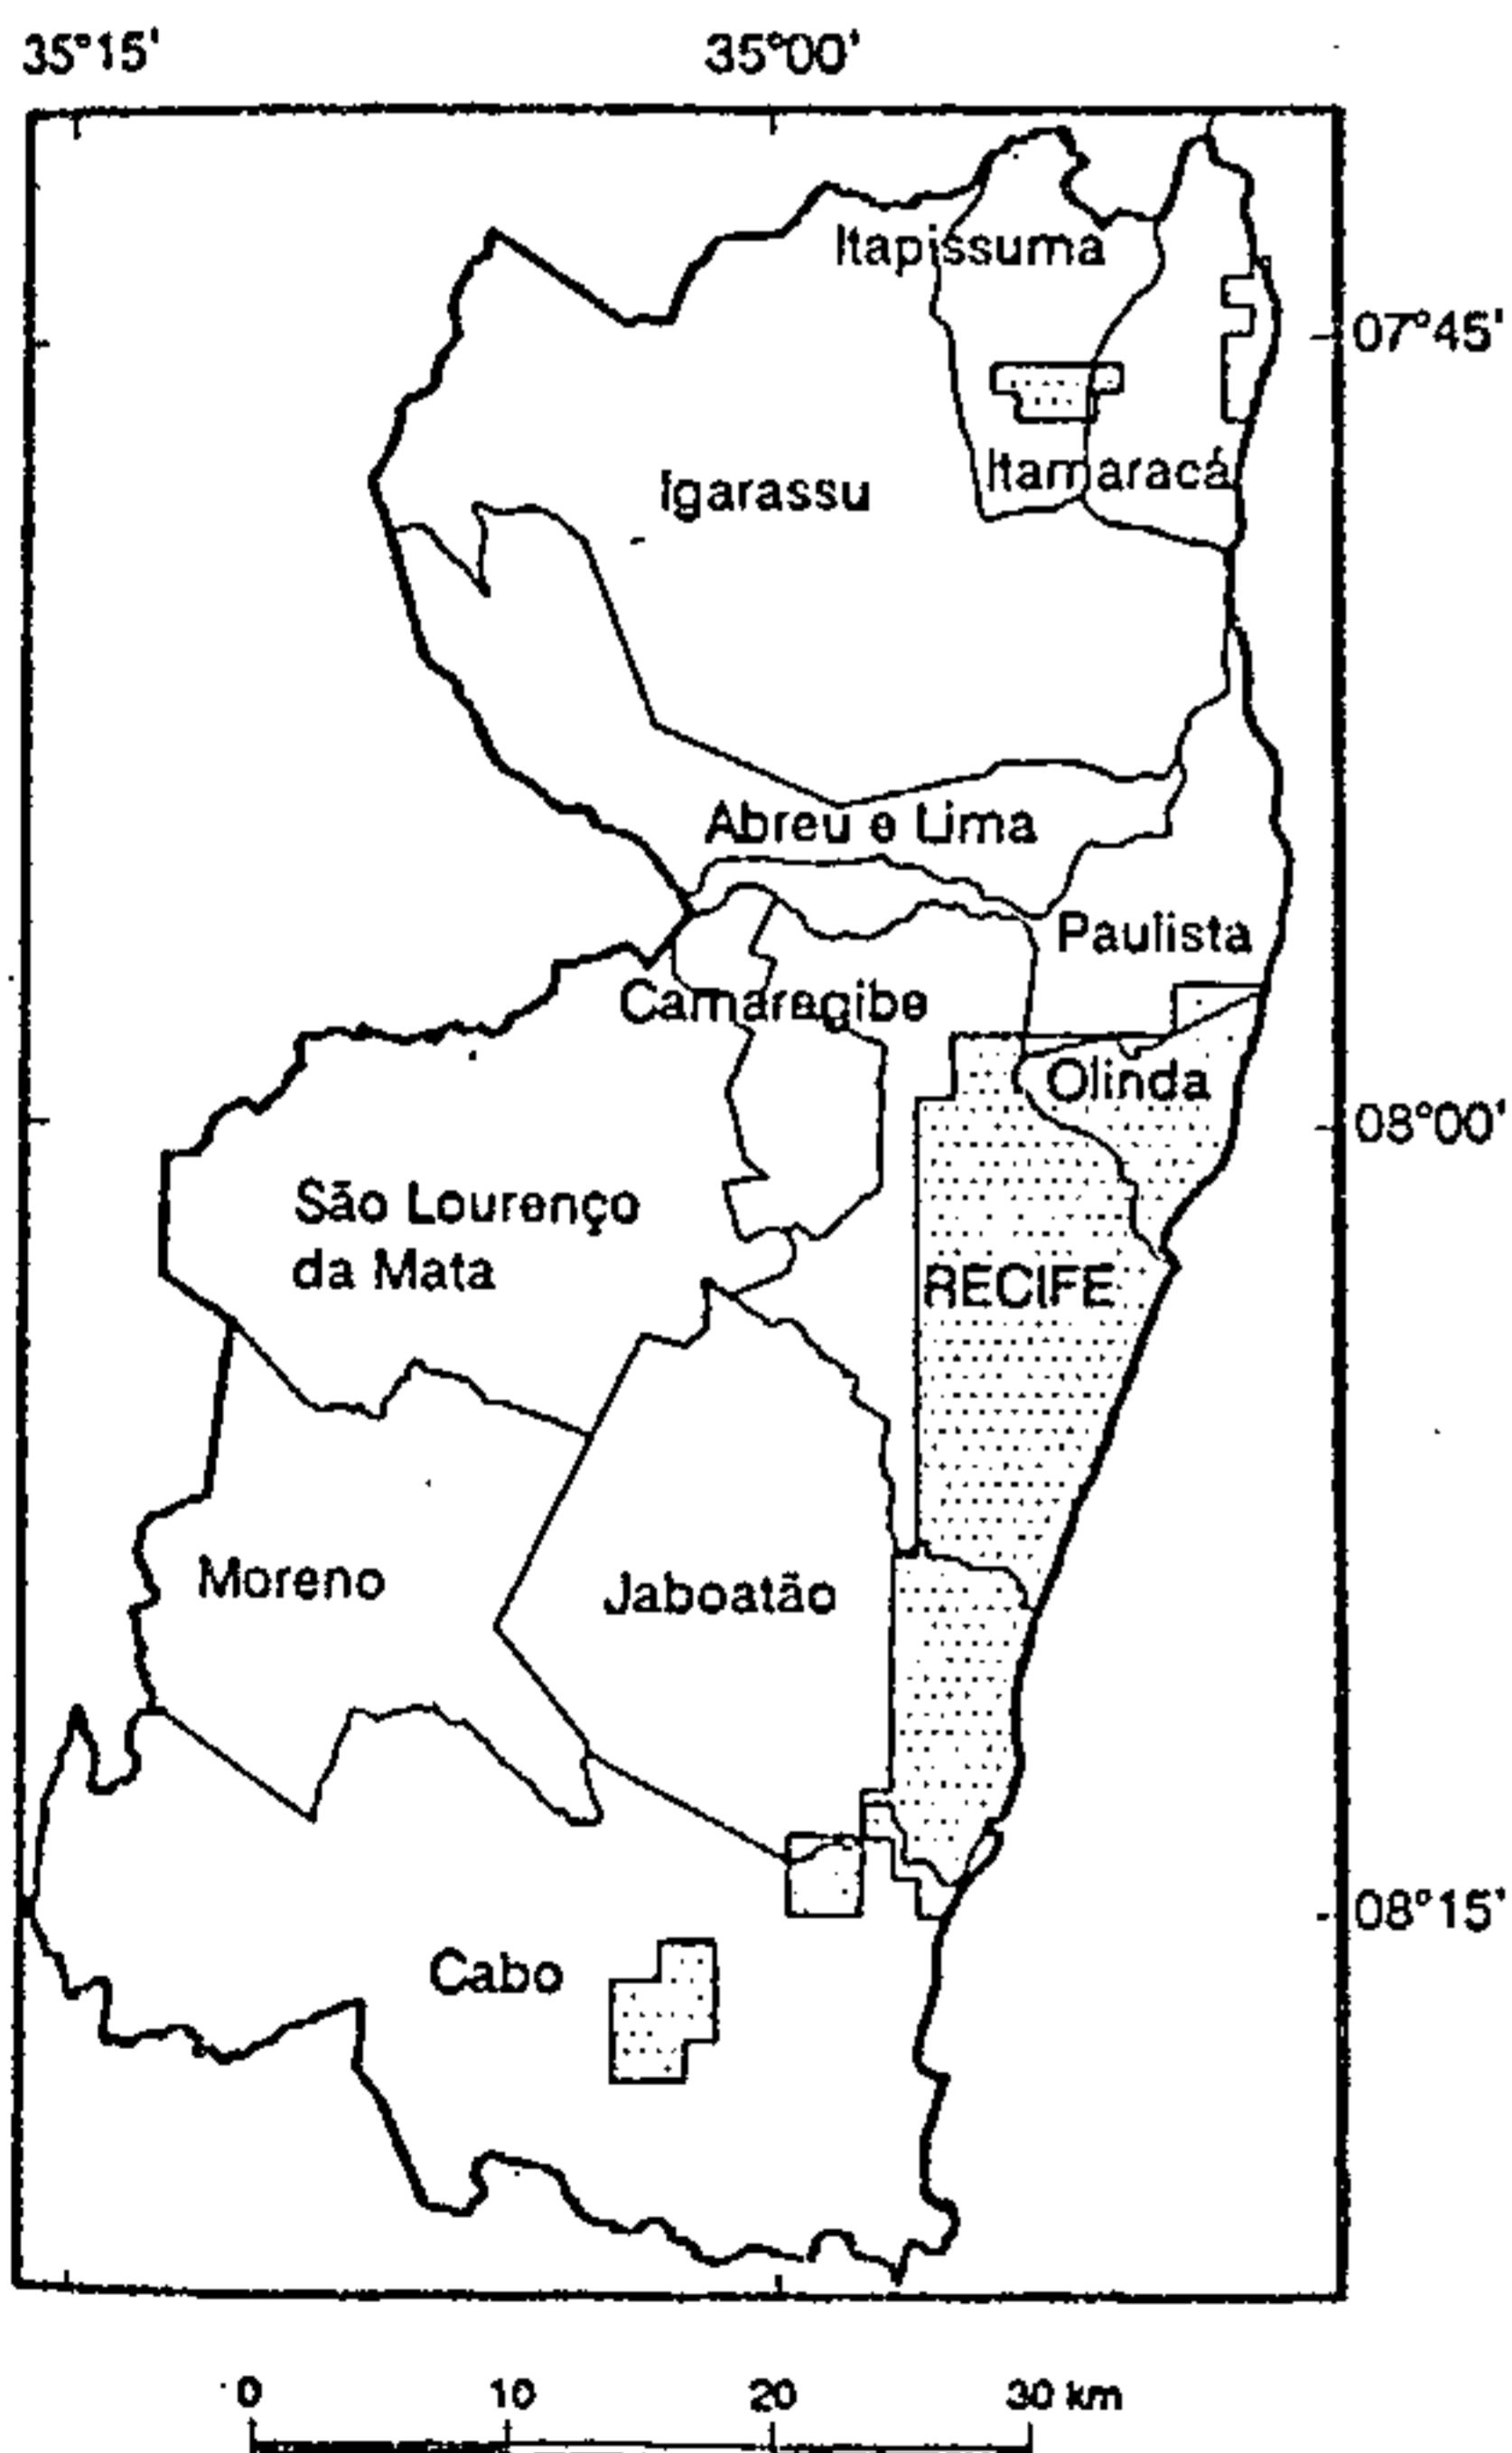 35°15' 35°00'
Itapissuma
07°45'
Itamaracá
Igarassu
Abreu e Lima
Paulista
Camaragibe
Olinda
08°00'
São Lourenço
da Mata
RECIFE
Moreno
Jaboatão
08°15'
Cabo
0 10 20 30 km